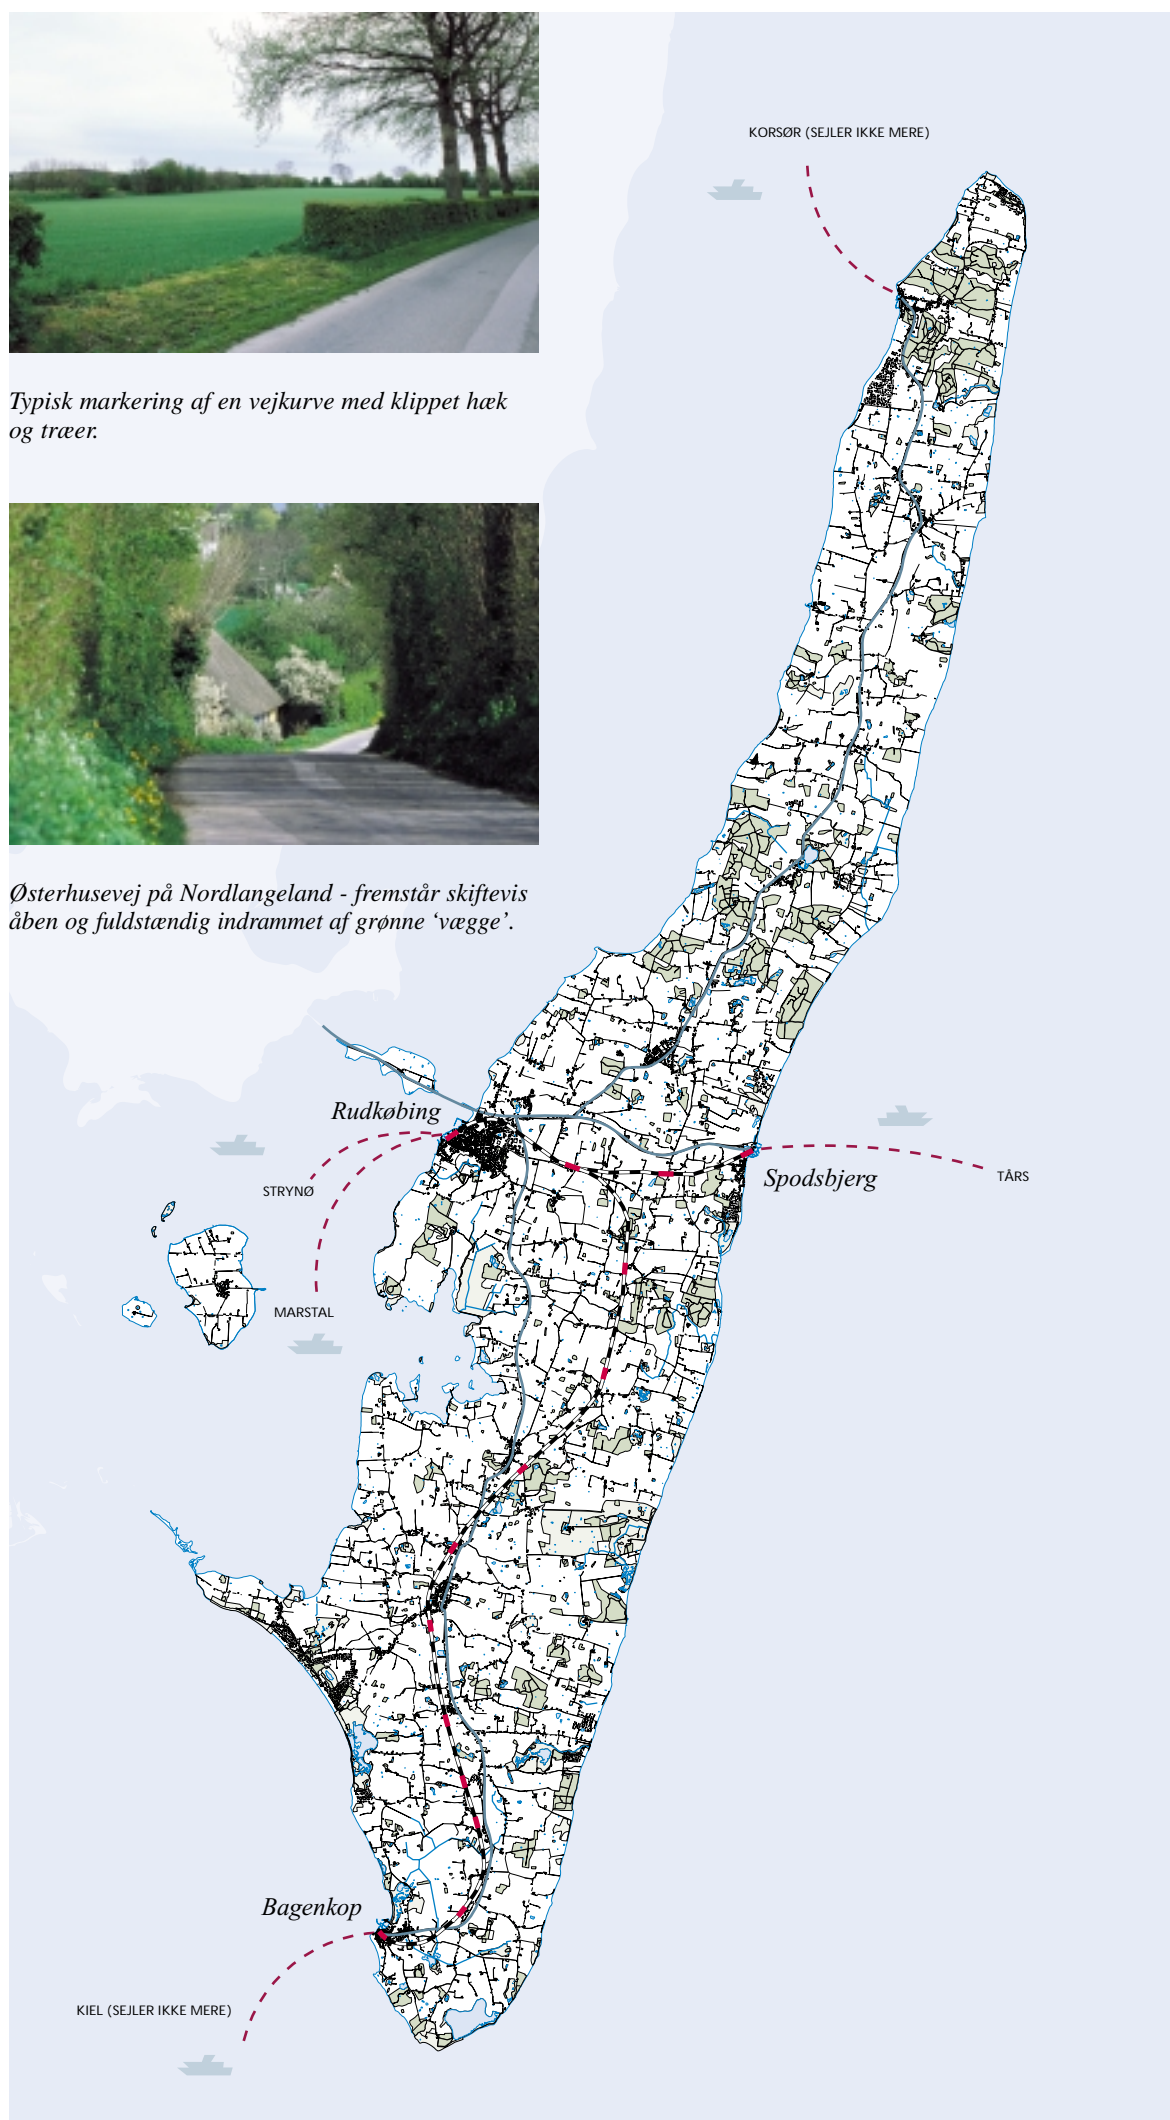 KORSØR (SEJLER IKKE MERE)
Typisk markering af en vejkurve med klippet hæk
og træer.
Østerhusevej på Nordlangeland - fremstår skiftevis
åben og fuldstændig indrammet af grønne ‘vægge’.
Rudkøbing
Spodsbjerg
TÅRS
STRYNØ
MARSTAL
Bagenkop
KIEL (SEJLER IKKE MERE)